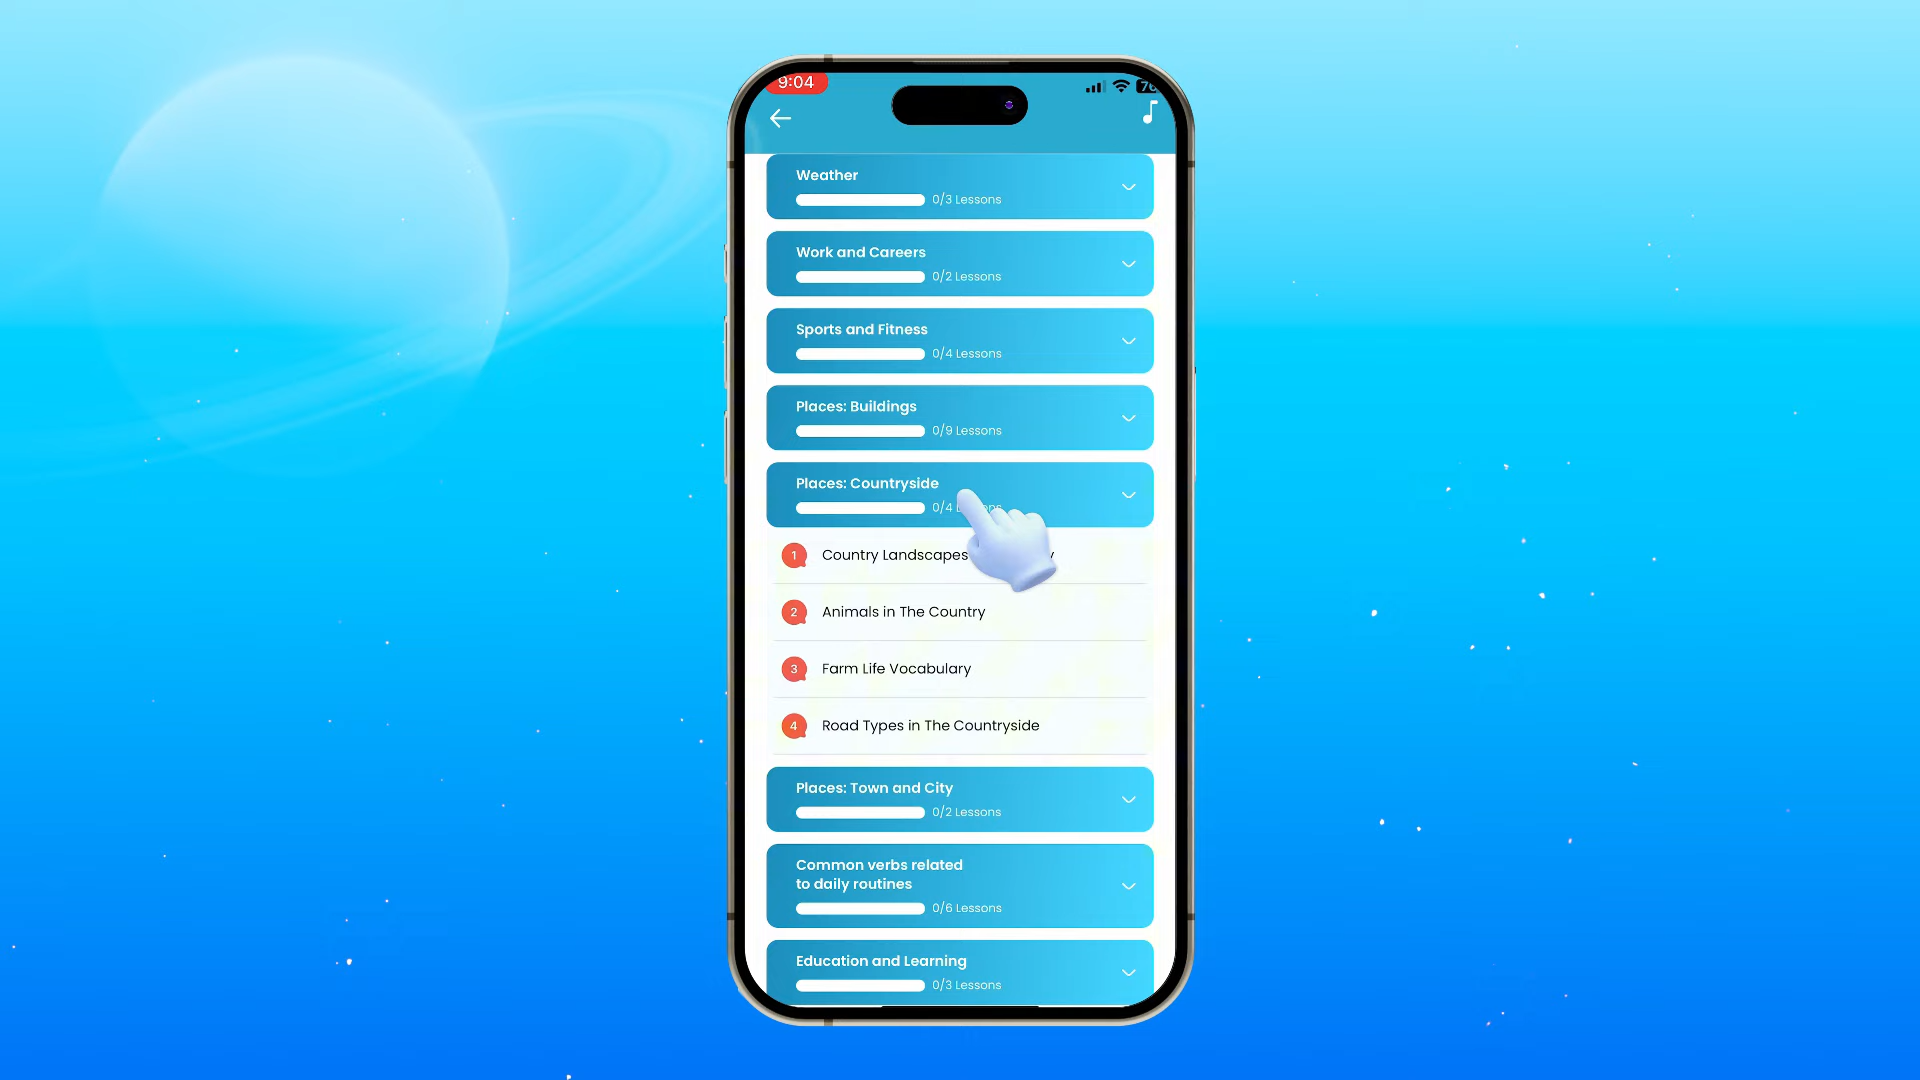 9:04
Weather
0/3 Lessons
Work and Careers
0/2 Lessons
Sports and Fitness
0/4 Lessons
Places: Buildings
0/9 Lessons
Places: Countryside
0/4
1 Country Landscapes
2 Animals in The Country
3 Farm Life Vocabulary
4 Road Types in The Countryside
Places: Town and City
0/2 Lessons
Common verbs related
to daily routines
0/6 Lessons
Education and Learning
0/3 Lessons